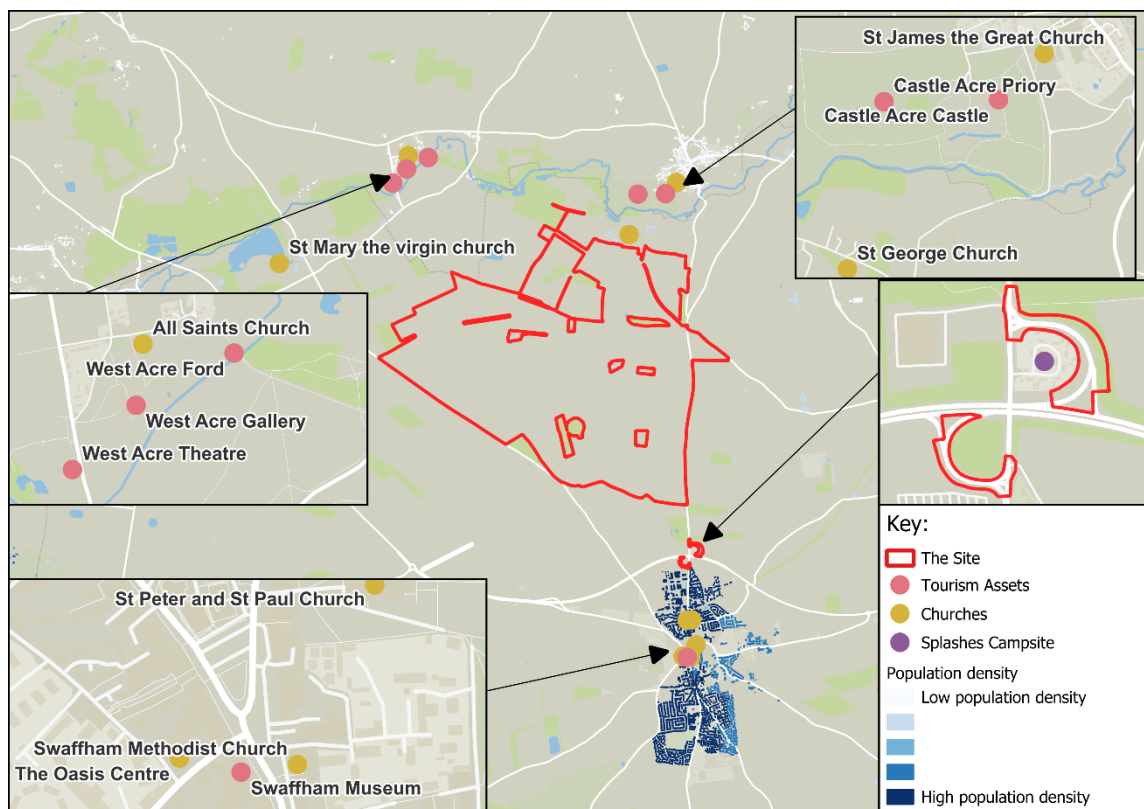 St James the Great Church
Castle Acre Priory
Castle Acre Castle
St George Church
St Mary the virgin church
All Saints Church
West Acre Ford
West Acre Gallery
West Acre Theatre
St Peter and St Paul Church
Swaffham Methodist Church
The Oasis Centre
Swaffham Museum
Key:
The Site
Tourism Assets
Churches
Splashes Campsite
Population density
Low population density
High population density